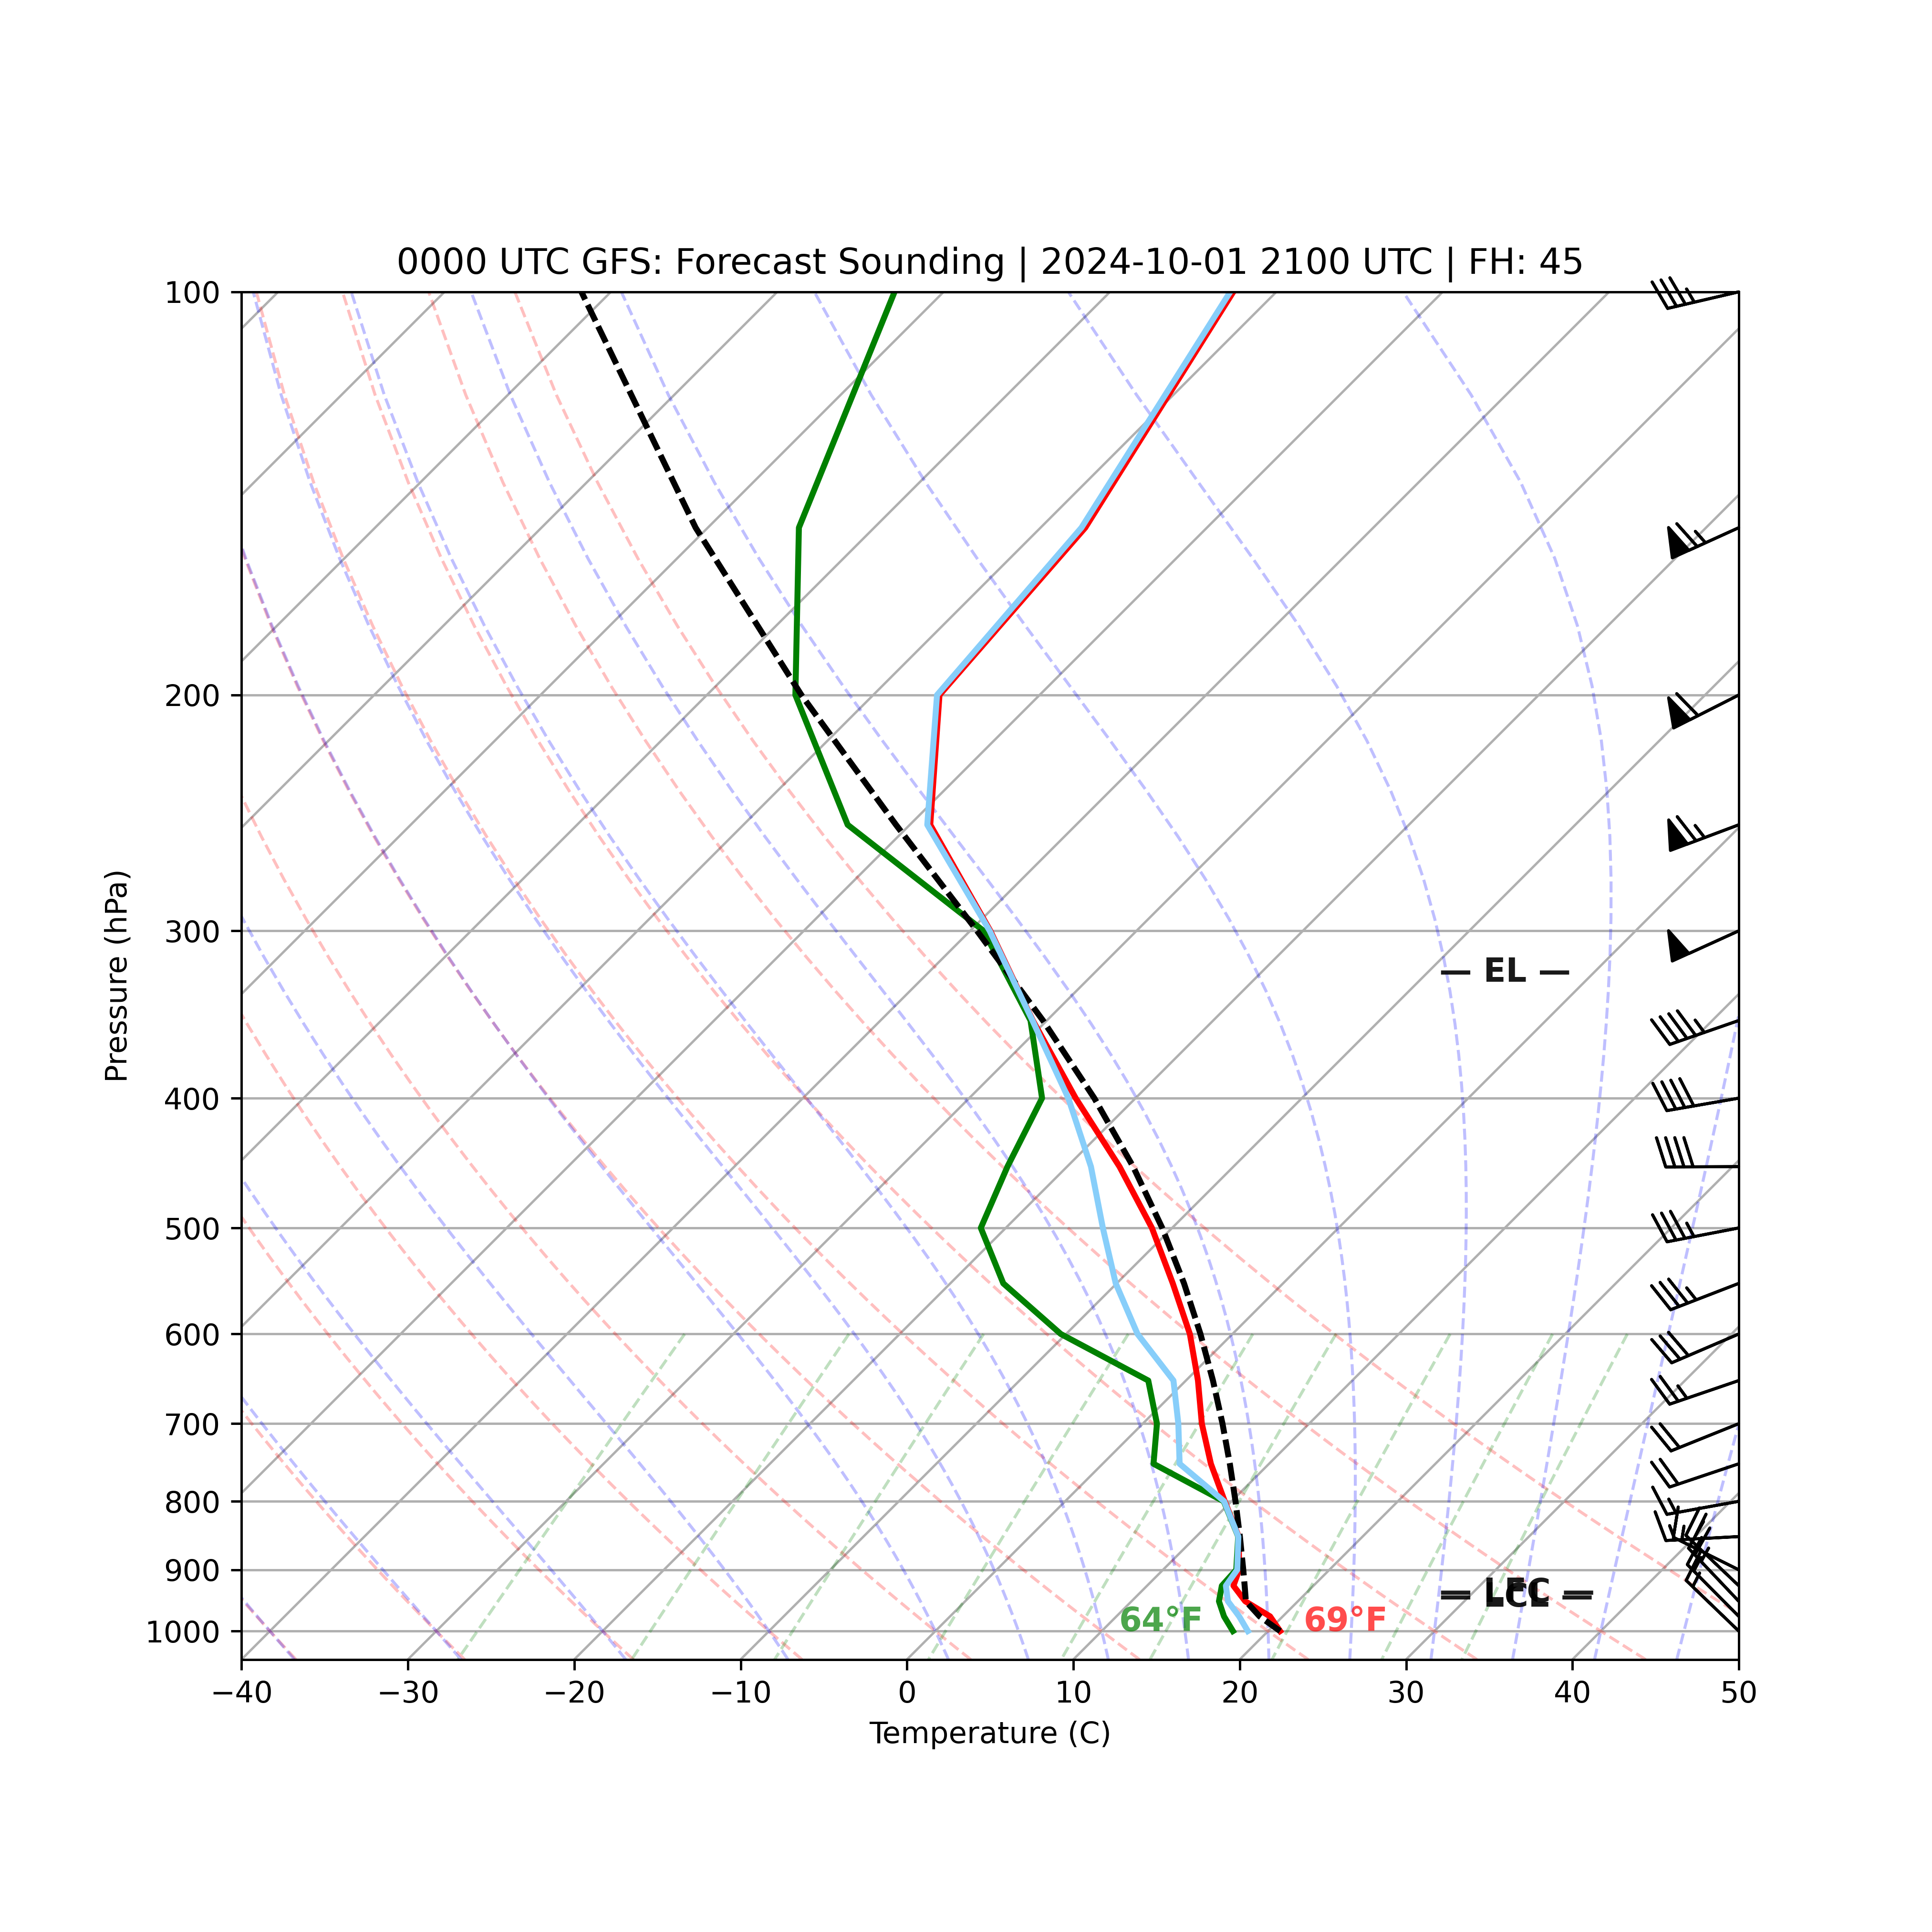 0000 UTC GFS: Forecast Sounding | 2024-10-01 2100 UTC | FH: 45
100
200
300
— EL —
400
500
600
700
800
900
1000
64°F
69°F
Pressure (hPa)
−40 −30 −20 −10 0 10 20 30 40 50
Temperature (C)